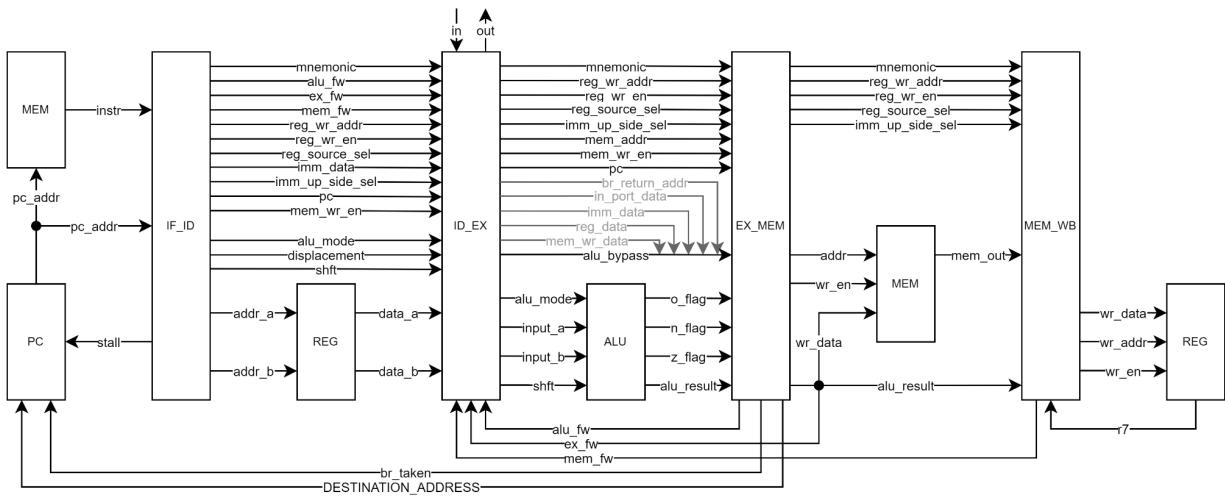 in
out
MEM
instr
pc_addr
pc_addr
IF_ID
PC
stall
mnemonic
alu_fw
ex_fw
mem_fw
reg_wr_addr
reg_wr_en
reg_source_sel
imm_data
imm_up_side_sel
pc
mem_wr_en
alu_mode
displacement
shft
addr_a
addr_b
REG
data_a
data_b
ID_EX
mnemonic
reg_wr_addr
reg_wr_en
reg_source_sel
imm_up_side_sel
mem_addr
mem_wr_en
pc
br_return_addr
in_port_data
imm_data
reg_data
mem_wr_data
alu_bypass
alu_mode
input_a
input_b
shft
ALU
o_flag
n_flag
z_flag
alu_result
EX_MEM
mnemonic
reg_wr_addr
reg_wr_en
reg_source_sel
imm_up_side_sel
addr
wr_en
wr_data
MEM
mem_out
alu_result
MEM_WB
wr_data
wr_addr
wr_en
REG
r7
alu_fw
ex_fw
mem_fw
br_taken
DESTINATION_ADDRESS